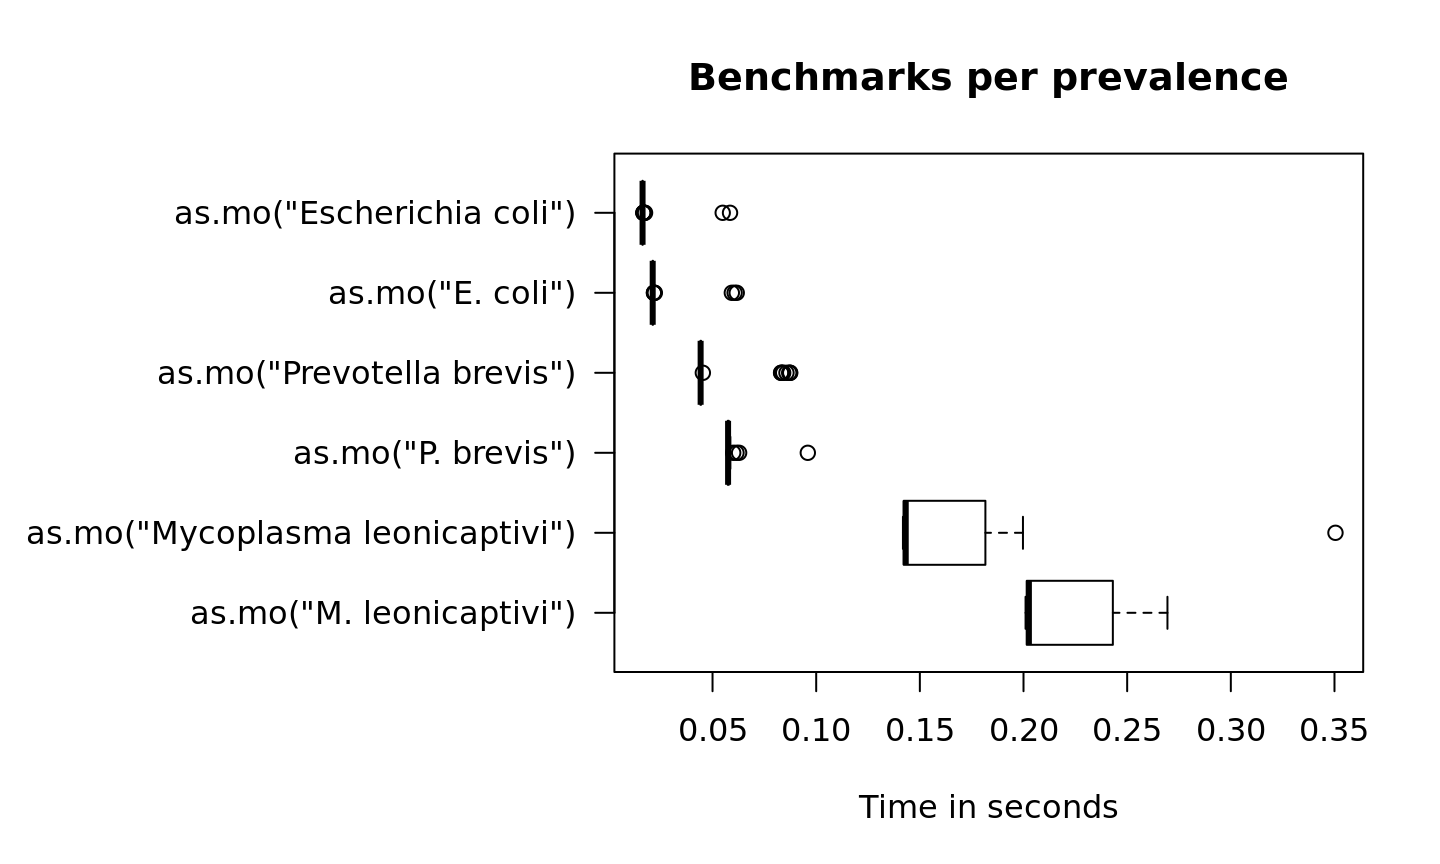 Benchmarks per prevalence
as.mo("Escherichia coli")
as.mo("E. coli")
as.mo("Prevotella brevis")
as.mo("P. brevis")
as.mo("Mycoplasma leonicaptivi")
as.mo("M. leonicaptivi")
0.05 0.10 0.15 0.20 0.25 0.30 0.35
Time in seconds